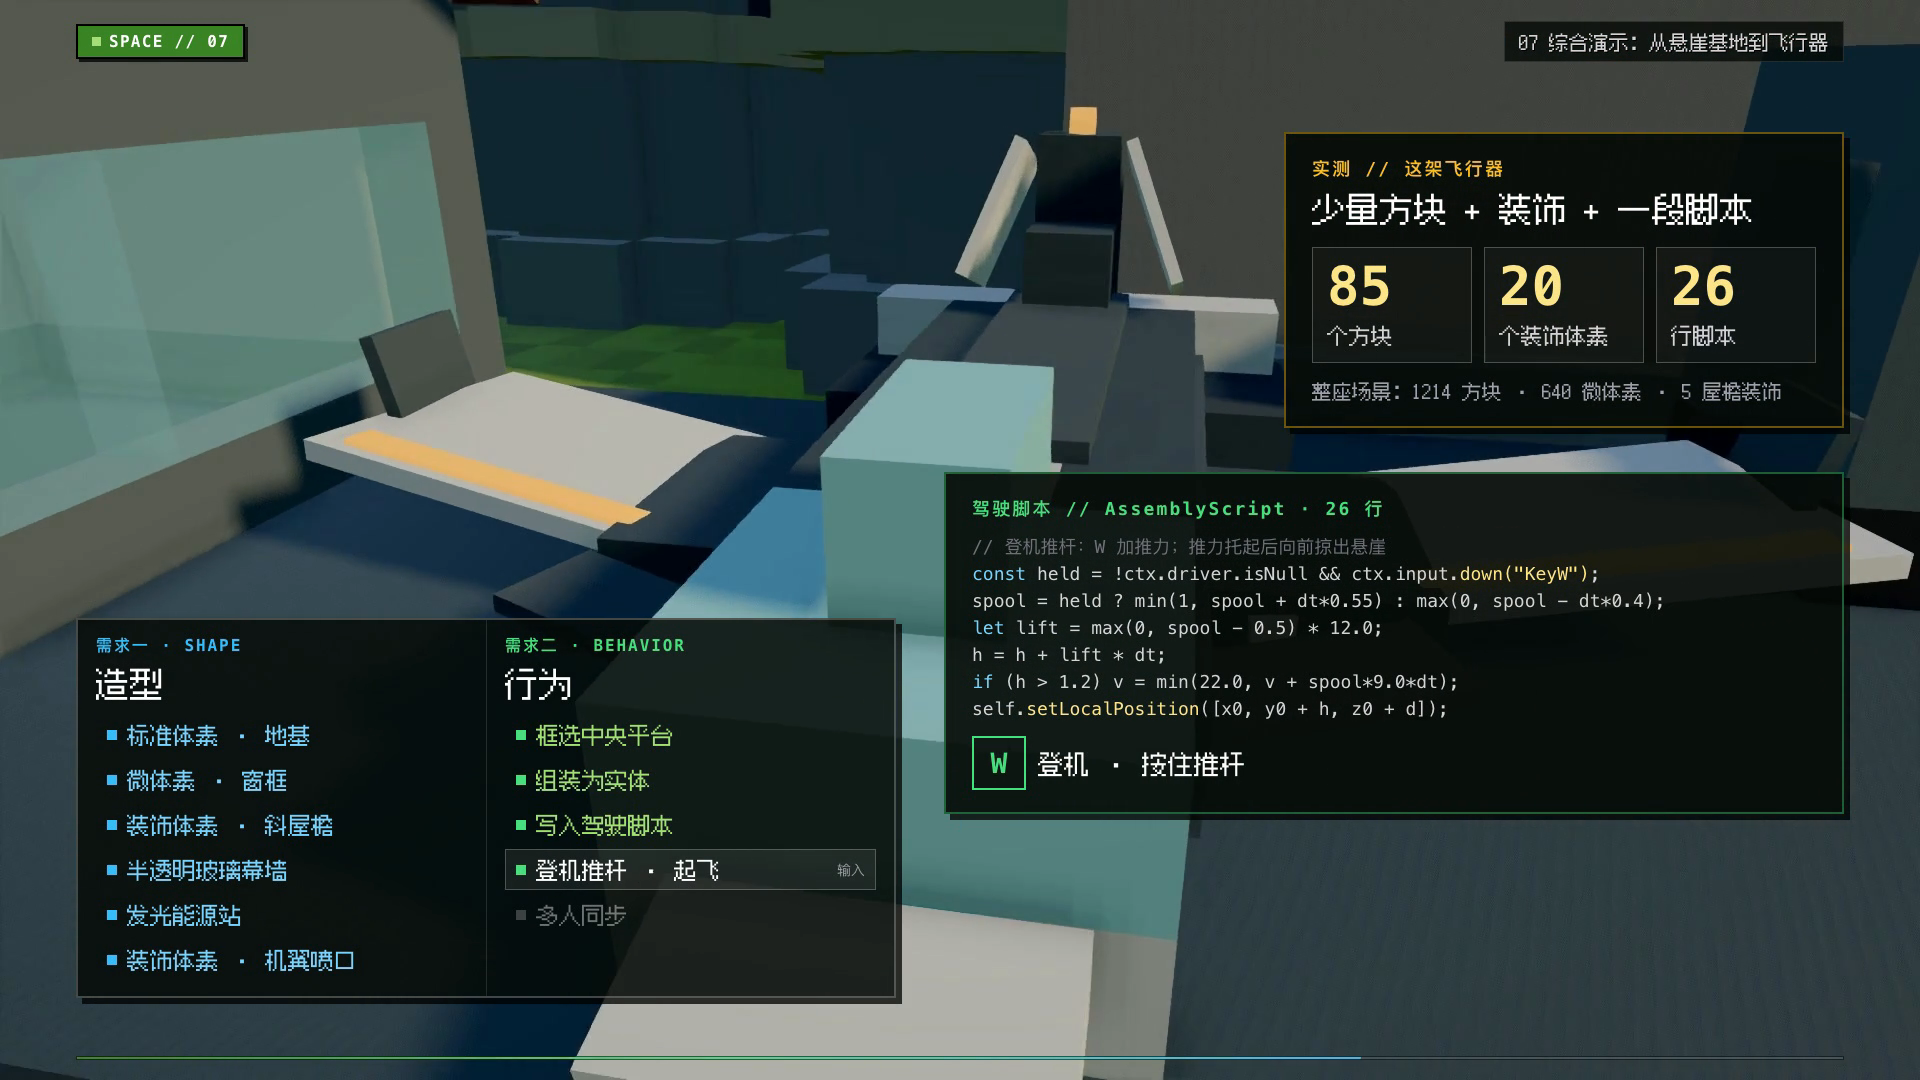 SPACE // 07
07 综合演示: 从悬崖基地到飞行器
实测 // 这架飞行器
少量方块 + 装饰 + 一段脚本
85
个方块
20
个装饰体素
26
行脚本
整座场景: 1214 方块 · 640 微体素 · 5 屋檐装饰
驾驶脚本 // AssemblyScript · 26 行
// 登机推杆: W 加推力; 推力托起后向前掠出悬崖
const held = !ctx.driver.isNull && ctx.input.down("KeyW");
spool = held ? min(1, spool + dt*0.55) : max(0, spool − dt*0.4);
let lift = max(0, spool − 0.5) * 12.0;
h = h + lift * dt;
if (h > 1.2) v = min(22.0, v + spool*9.0*dt);
self.setLocalPosition([x0, y0 + h, z0 + d]);
W 登机 · 按住推杆
需求一 · SHAPE
造型
标准体素 · 地基
微体素 · 窗框
装饰体素 · 斜屋檐
半透明玻璃幕墙
发光能源站
装饰体素 · 机翼喷口
需求二 · BEHAVIOR
行为
框选中央平台
组装为实体
写入驾驶脚本
登机推杆 · 起飞 输入
多人同步